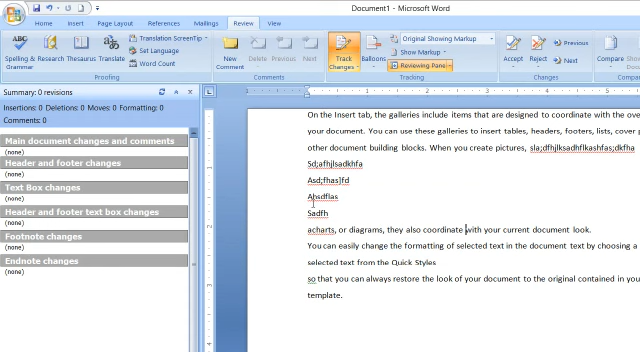 Document1 - Microsoft Word
Home Insert Page Layout References Mailings Review View
ABC Spelling & Grammar Research Thesaurus Translate
Translation ScreenTip
Set Language
Word Count
Proofing
New Comment Delete Previous Next
Comments
Track Changes Balloons
Original Showing Markup
Show Markup
Reviewing Pane
Tracking
Accept Reject Previous
Next
Changes
Compare
Compare
Summary: 0 revisions
Insertions: 0 Deletions: 0 Moves: 0 Formatting: 0
Comments: 0
Main document changes and comments
(none)
Header and footer changes
(none)
Text Box changes
(none)
Header and footer text box changes
(none)
Footnote changes
(none)
Endnote changes
(none)
On the Insert tab, the galleries include items that are designed to coordinate with the
your document. You can use these galleries to insert tables, headers, footers, lists, cover
other document building blocks. When you create pictures, sla;dfhjlksadhflkashfas;dkfha
Sd;afhjlsadkhfa
Asd;fhas]fd
Ahsdflas
Sadfh
acharts, or diagrams, they also coordinate with your current document look.
You can easily change the formatting of selected text in the document text by choosing a
selected text from the Quick Styles
so that you can always restore the look of your document to the original contained in
template.